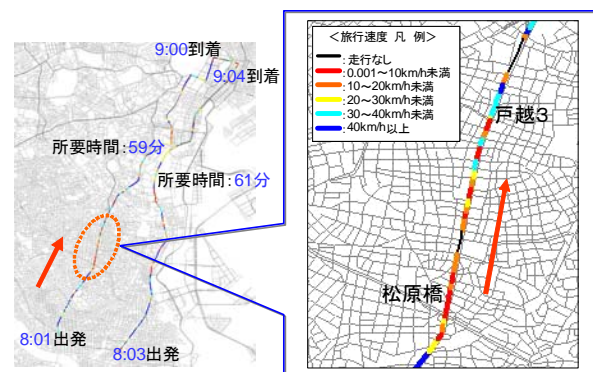 9:00到着
9:04到着
所要時間:59分
所要時間:61分
8:01出発
8:03出発
＜旅行速度 凡 例＞
：走行なし
：0.001～10km/h未満
：10～20km/h未満
：20～30km/h未満
：30～40km/h未満
：40km/h以上
戸越３
松原橋